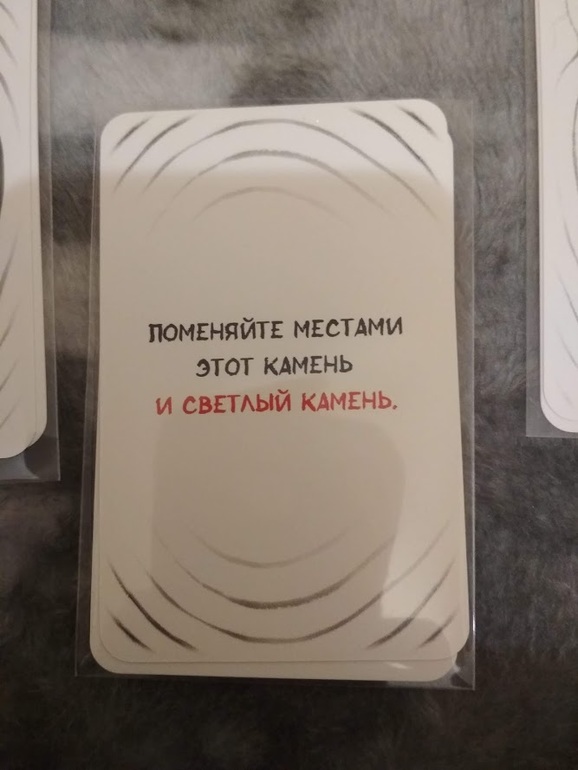 ПОМЕНЯЙТЕ МЕСТАМИ
ЭТОТ КАМЕНЬ
И СВЕТЛЫЙ КАМЕНЬ.